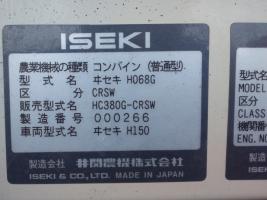 ISEKI
農業機械の種類 コンバイン (普通型)
型式名 ヰセキ H068G
区分 CRSW
販売型式名 HC380G-CRSW
製造番号 000266
車両型式名 ヰセキ H150
製造会社 井関農機株式会社
ISEKI & CO., LTD. MADE IN JAPAN
型式
MODEL
区分
CLASS
機関番
ENG.NO